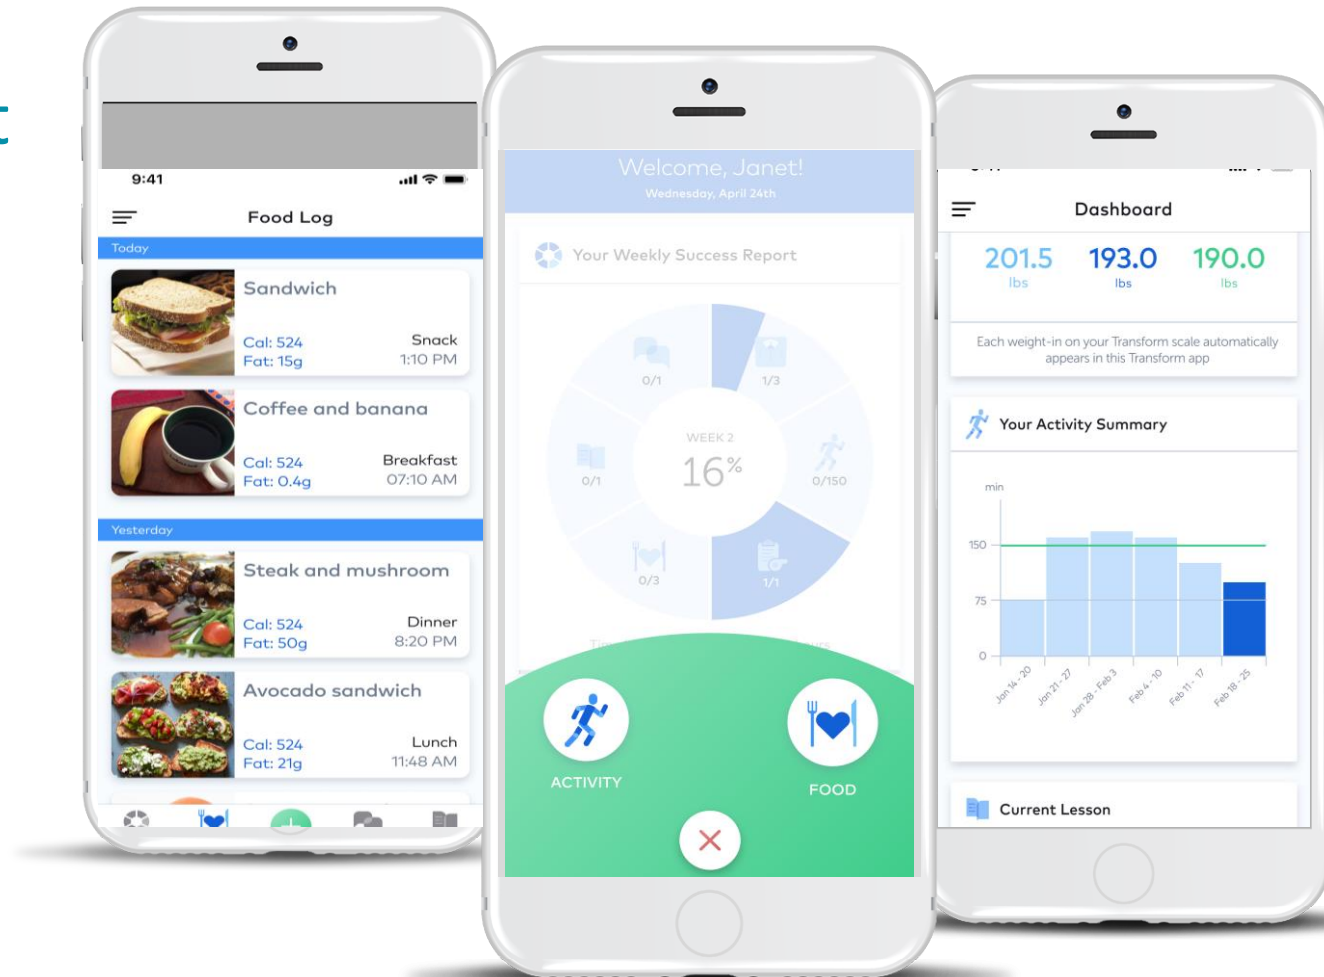 t
9:41
Food Log
Today
Sandwich
Cal: 524
Snack
Fat: 15g
1:10 PM
Coffee and banana
Cal: 524
Breakfast
Fat: 0.4g
07:10 AM
Yesterday
Steak and mushroom
Cal: 524
Dinner
Fat: 50g
8:20 PM
Avocado sandwich
Cal: 524
Lunch
Fat: 21g
11:48 AM
Welcome, Janet!
Wednesday, April 24th
Your Weekly Success Report
0/1
1/3
0/1
WEEK 2
16%
0/150
0/3
1/1
ACTIVITY
FOOD
Dashboard
201.5 193.0 190.0
lbs lbs lbs
Each weight-in on your Transform scale automatically
appears in this Transform app
Your Activity Summary
min
150
75
0
Jan 14 - 20
Jan 21 - 27
Jan 28 - Feb 3
Feb 4 - 10
Feb 11 - 17
Feb 18 - 25
Current Lesson